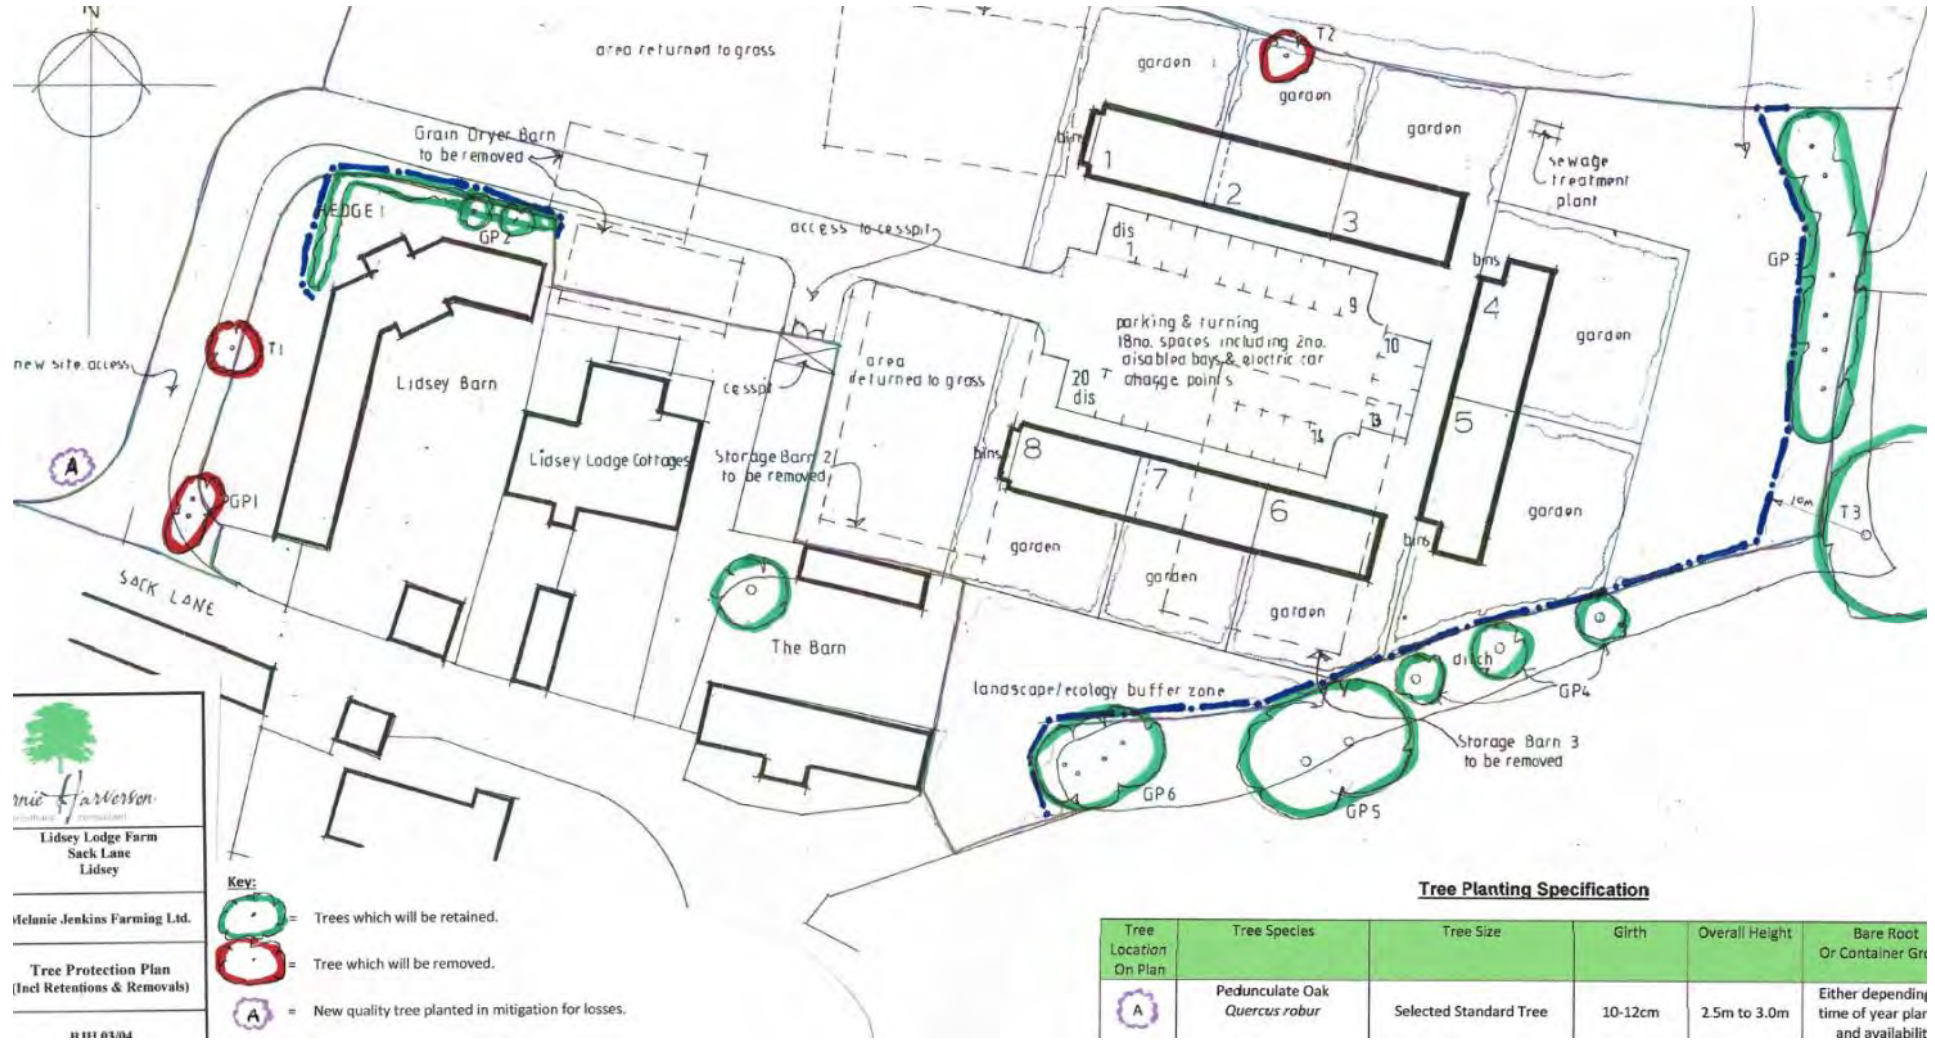 N
area returned to grass
T2
garden
garden
garden
Grain Dryer Barn
to be removed
bins
1
2
3
sewage
treatment
plant
HEDGE 1
GP2
access to cesspit
dis
1
bins
GP3
4
9
parking & turning
18no. spaces including 2no.
disabled bays & electric car
charge points
10
garden
T1
new site access
Lidsey Barn
area
returned to grass
cesspit
20
dis
13
14
5
A
Lidsey Lodge Cottages
Storage Barn 2
to be removed
bins
8
7
6
10m
T3
GP1
garden
bins
garden
garden
garden
SACK LANE
The Barn
ditch
landscape/ecology buffer zone
GP4
Storage Barn 3
to be removed
GP6
GP5
Harverson
Lidsey Lodge Farm
Sack Lane
Lidsey
Melanie Jenkins Farming Ltd.
Tree Protection Plan
(Incl Retentions & Removals)
Key:
= Trees which will be retained.
= Tree which will be removed.
A = New quality tree planted in mitigation for losses.
Tree Planting Specification
Tree Location On Plan
Tree Species
Tree Size
Girth
Overall Height
Bare Root
Or Container
A
Pedunculate Oak
Quercus robur
Selected Standard Tree
10-12cm
2.5m to 3.0m
Either depending
time of year
and